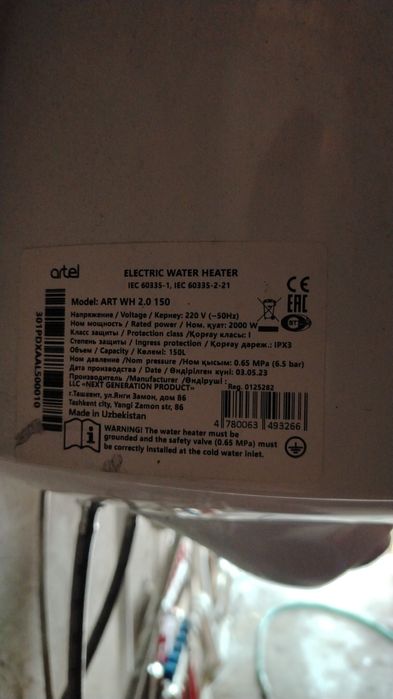 artel
ELECTRIC WATER HEATER
IEC 60335-1, IEC 60335-2-21
Model: ART WH 2.0 150
Напряжение / Voltage / Кернеу: 220 V (~50Hz)
Ном мощность / Rated power / Ном. қуат: 2000 W
Класс защиты / Protection class /Қорғау класы: I
Степень защиты / Ingress protection /Қорғау дареж.: IPX3
Объем / Capacity / Көлемі: 150L
Ном давление /Nom pressure /Ном қысым: 0.65 MPa (6.5 bar)
Дата производства / Date / Өндірілген күні: 03.05.23
Производитель /Manufacturer /Өндіруші :
LLC «NEXT GENERATION PRODUCT»
г.Ташкент, ул.Янги Замон, дом 86
Tashkent city, Yangi Zamon str, 86
Made in Uzbekistan
Reg. 0125282
4 780063 493266
WARNING! The water heater must be
grounded and the safety valve (0.65 MPa) must
be correctly installed at the cold water inlet.
CE
EAC
301PDXAALS000010